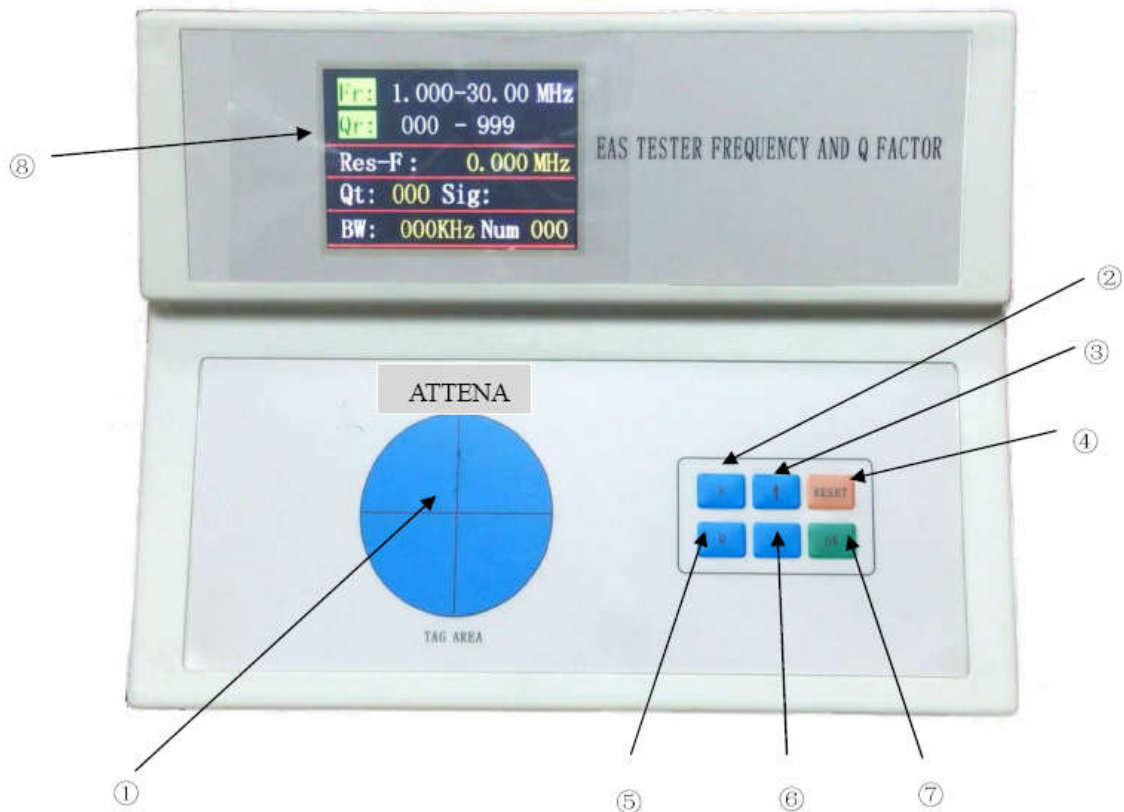 Fr: 1.000-30.00 MHz
Qr: 000 - 999
Res-F: 0.000 MHz
Qt: 000 Sig:
BW: 000KHz Num 000
EAS TESTER FREQUENCY AND Q FACTOR
⑧
②
③
④
ATTENA
RESET
OK
TAG AREA
①
⑤
⑥
⑦